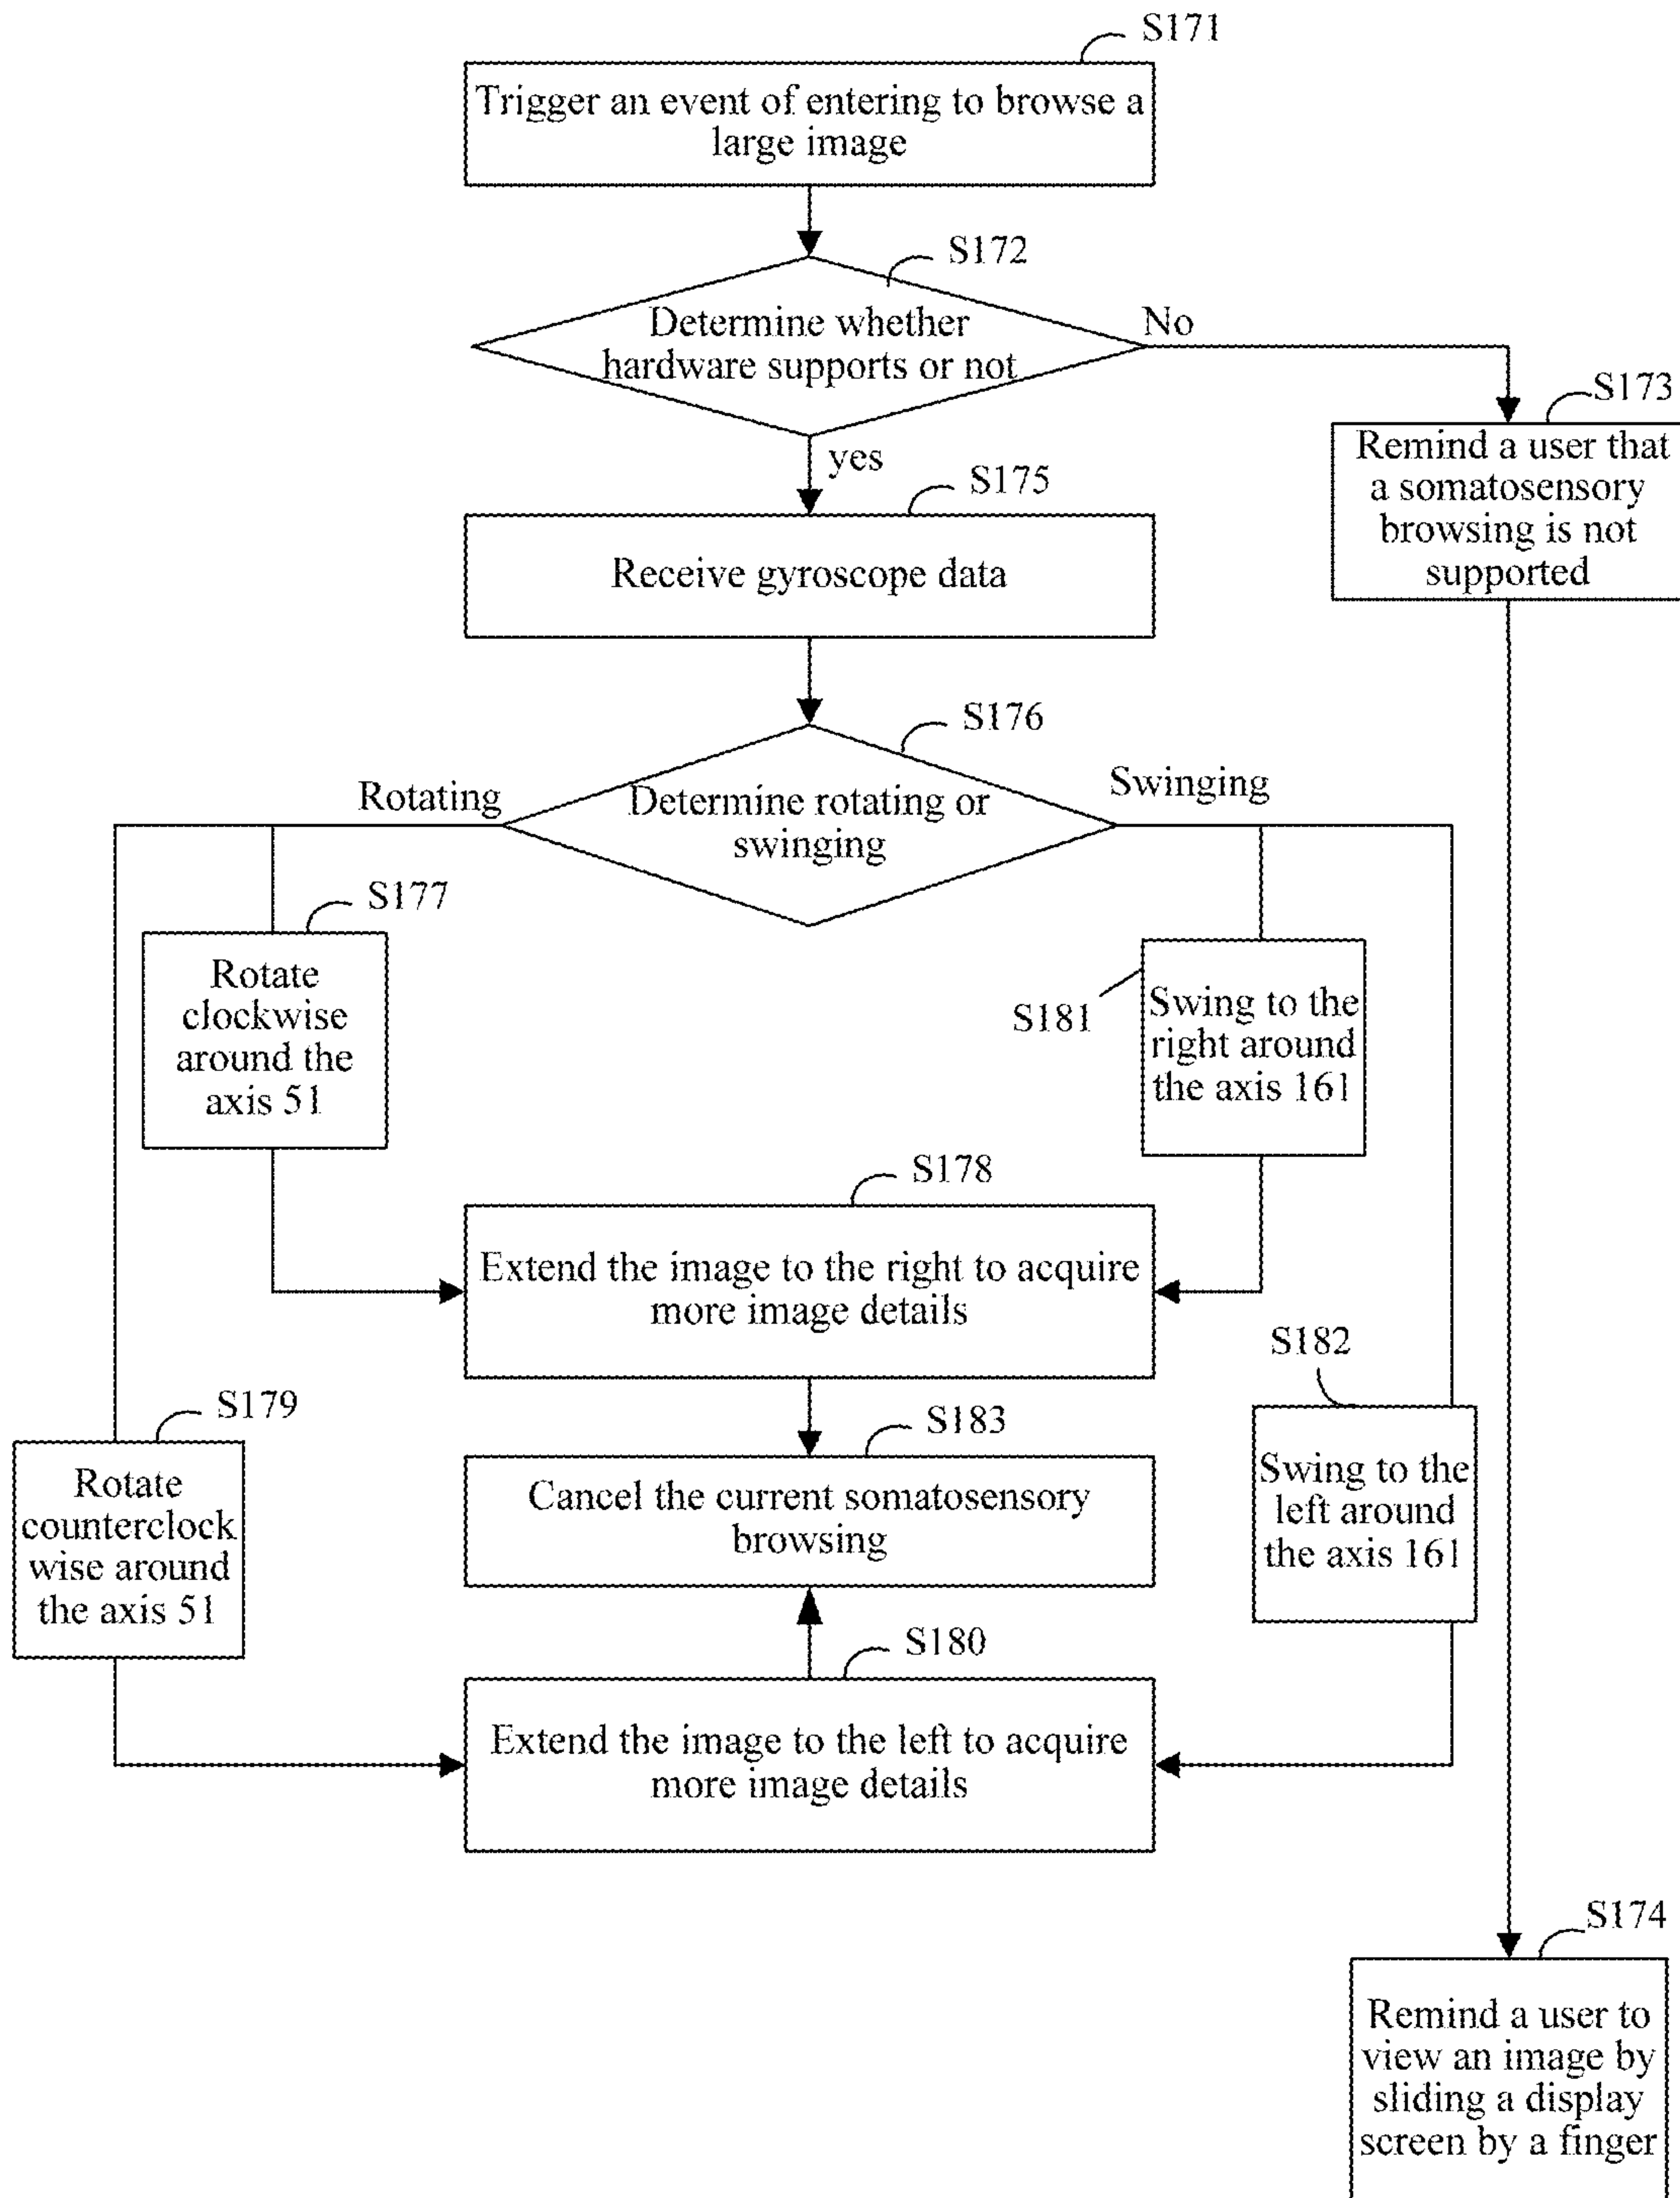 S171
Trigger an event of entering to browse a
large image
S172
Determine whether
hardware supports or not
No
yes
S173
Remind a user that
a somatosensory
browsing is not
supported
S175
Receive gyroscope data
S176
Determine rotating or
swinging
Rotating
Swinging
S177
Rotate
clockwise
around the
axis 51
S181
Swing to the
right around
the axis 161
S178
Extend the image to the right to acquire
more image details
S182
Swing to the
left around
the axis 161
S179
Rotate
counterclock
wise around
the axis 51
S183
Cancel the current somatosensory
browsing
S180
Extend the image to the left to acquire
more image details
S174
Remind a user to
view an image by
sliding a display
screen by a finger